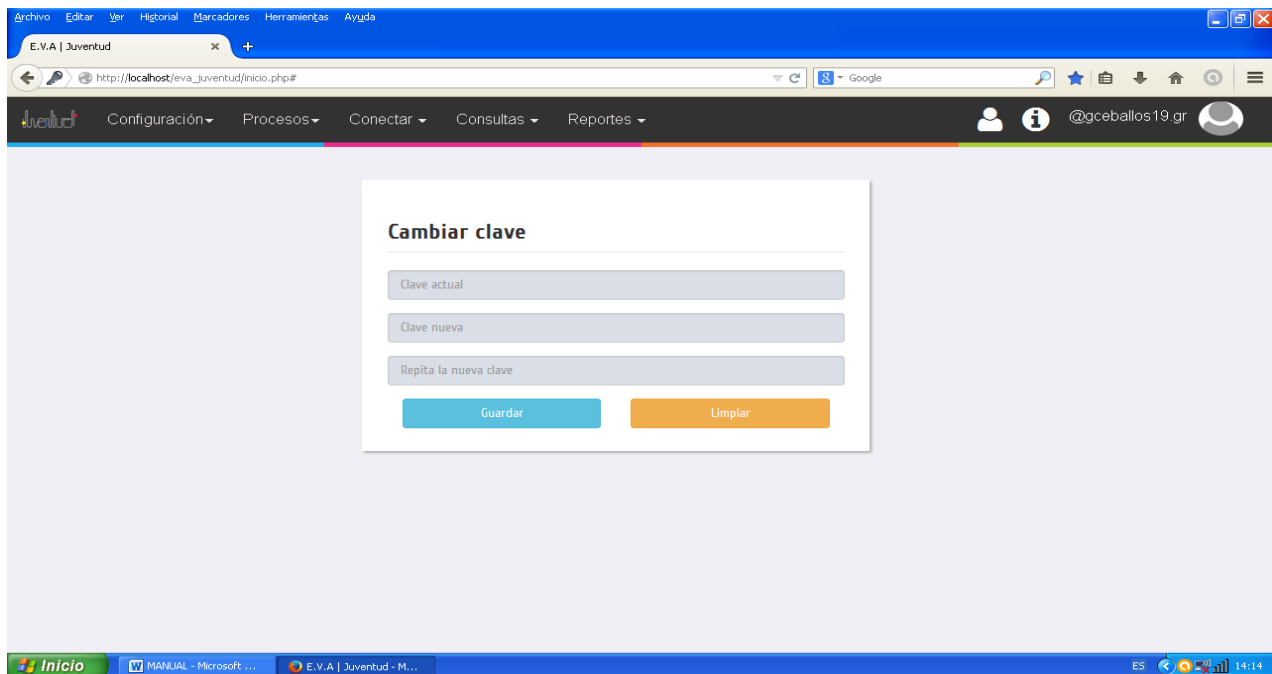 Archivo Editar Ver Historial Marcadores Herramientas Ayuda
E.V.A | Juventud
http://localhost/eva_juventud/inicio.php#
Google
Juventud Configuración Procesos Conectar Consultas Reportes @gceballos19.gr
Cambiar clave
Clave actual
Clave nueva
Repita la nueva clave
Guardar Limpiar
Inicio MANUAL - Microsoft ... E.V.A | Juventud - M... ES 14:14